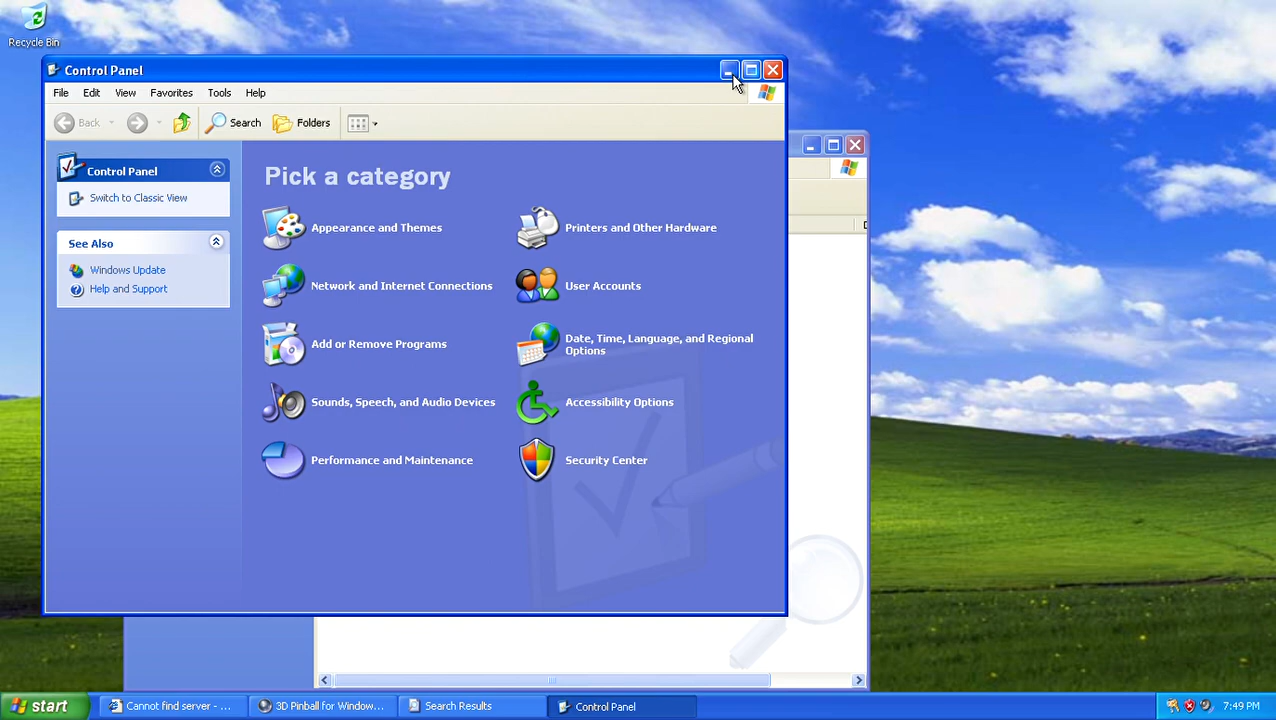 Recycle Bin
Control Panel
File Edit View Favorites Tools Help
Back Search Folders
Control Panel
Switch to Classic View
See Also
Windows Update
Help and Support
Pick a category
Appearance and Themes
Printers and Other Hardware
Network and Internet Connections
User Accounts
Add or Remove Programs
Date, Time, Language, and Regional
Options
Sounds, Speech, and Audio Devices
Accessibility Options
Performance and Maintenance
Security Center
start
Cannot find server - ...
3D Pinball for Window...
Search Results
Control Panel
7:49 PM